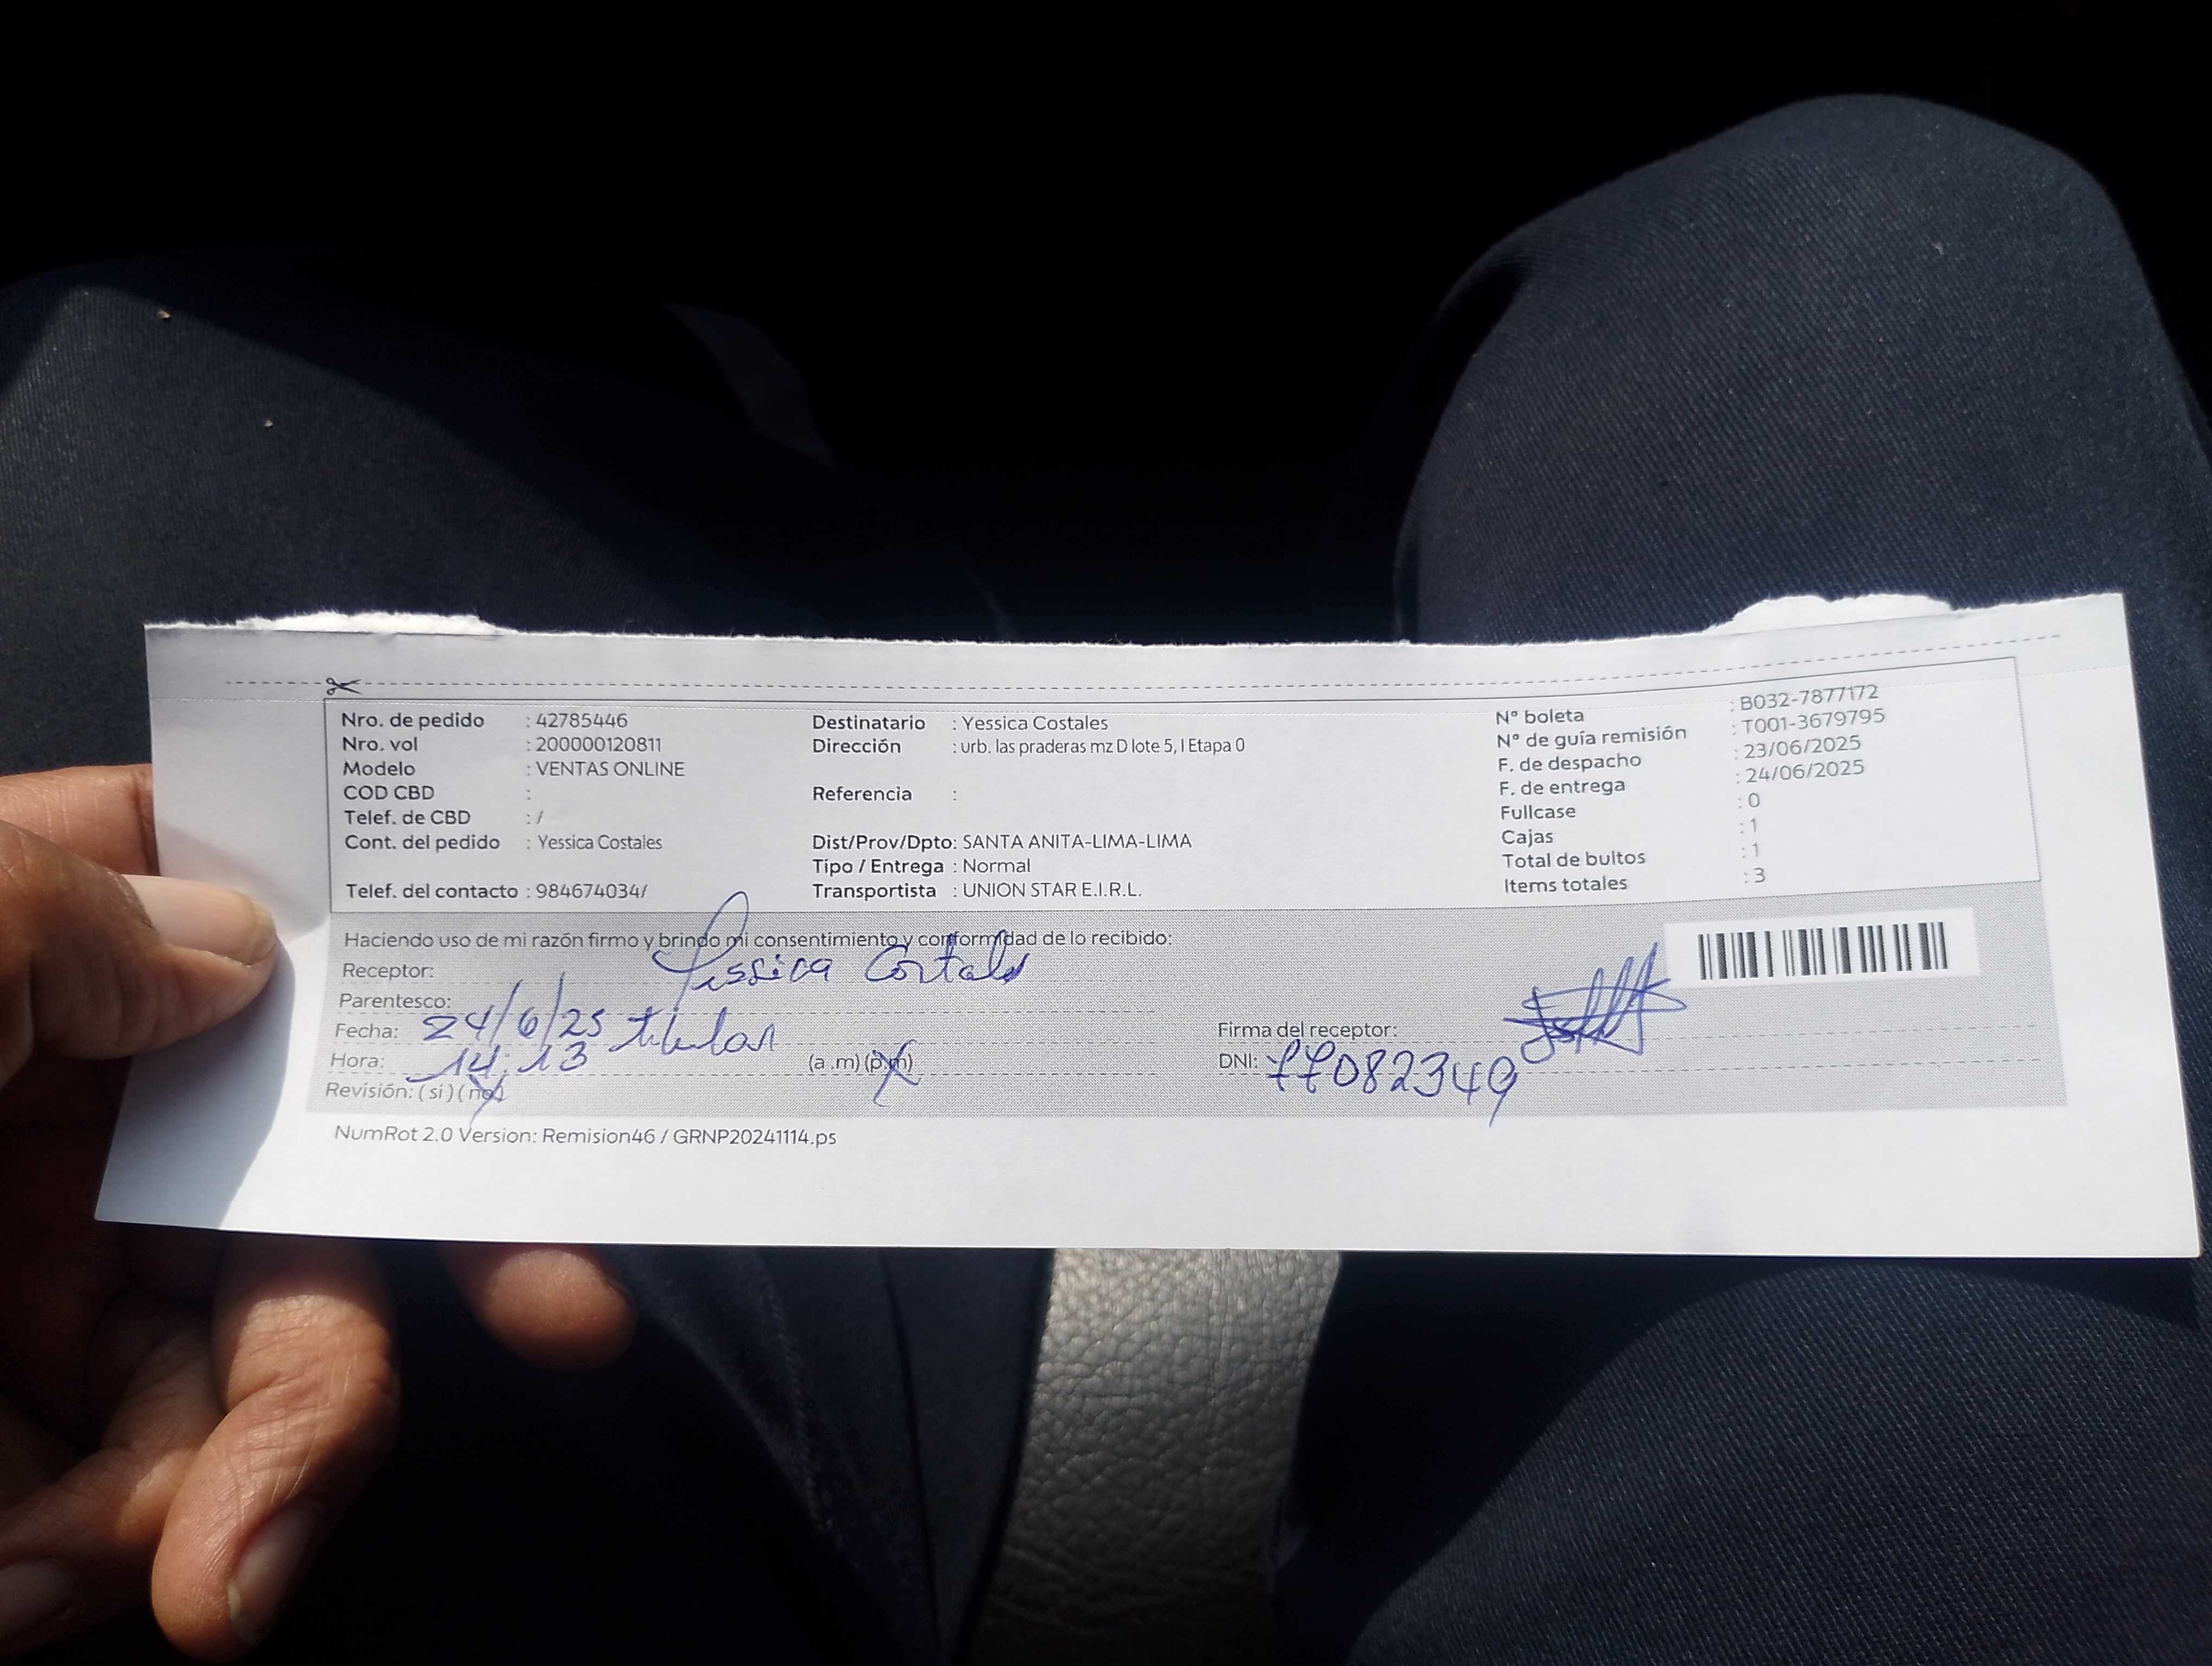 Nro. de pedido : 42785446
Nro. vol : 200000120811
Modelo : VENTAS ONLINE
COD CBD :
Telef. de CBD : /
Cont. del pedido : Yessica Costales
Telef. del contacto : 984674034/
Destinatario : Yessica Costales
Dirección : urb. las praderas mz D lote 5, I Etapa 0
Referencia :
Dist/Prov/Dpto: SANTA ANITA-LIMA-LIMA
Tipo / Entrega : Normal
Transportista : UNION STAR E.I.R.L.
N° boleta : B032-7877172
N° de guía remisión : T001-3679795
F. de despacho : 23/06/2025
F. de entrega : 24/06/2025
Fullcase : 0
Cajas : 1
Total de bultos : 1
Items totales : 3
Haciendo uso de mi razón firmo y brindo mi consentimiento y conformidad de lo recibido:
Receptor: Yessica Costales
Parentesco: titular
Fecha: 24/6/25
Hora: 14:13 (a .m) (p.m)
Revisión: ( si ) ( no )
Firma del receptor:
DNI: 77082349
NumRot 2.0 Version: Remision46 / GRNP20241114.ps